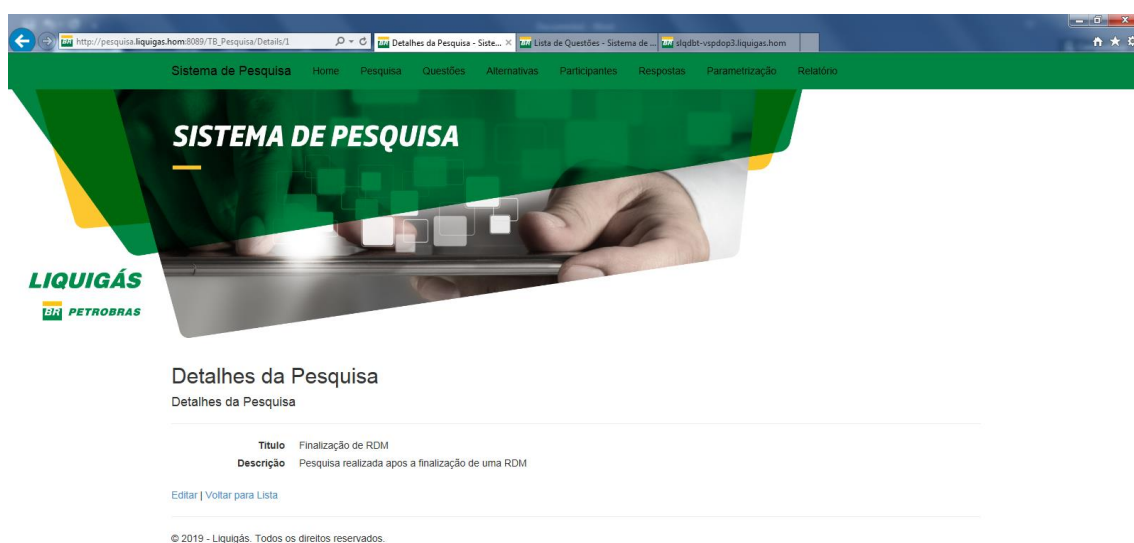 http://pesquisa.liquigas.hom:8089/TB_Pesquisa/Details/1
Detalhes da Pesquisa - Siste...
Lista de Questões - Sistema de ...
slqdbt-vspdop3.liquigas.hom
Sistema de Pesquisa Home Pesquisa Questões Alternativas Participantes Respostas Parametrização Relatório
SISTEMA DE PESQUISA
LIQUIGÁS
BR PETROBRAS
Detalhes da Pesquisa
Detalhes da Pesquisa
Titulo Finalização de RDM
Descrição Pesquisa realizada apos a finalização de uma RDM
Editar | Voltar para Lista
© 2019 - Liquigás. Todos os direitos reservados.